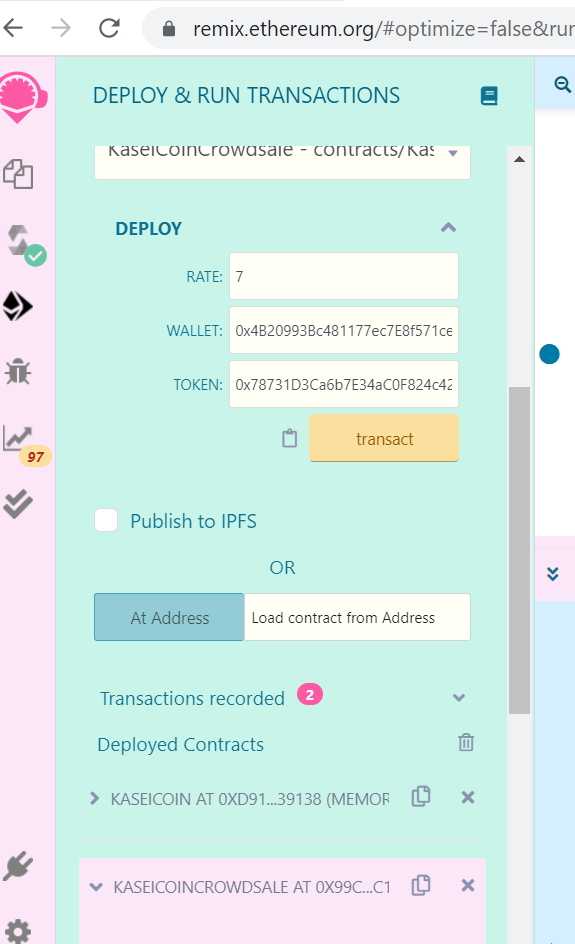 remix.ethereum.org/#optimize=false&rur
DEPLOY & RUN TRANSACTIONS
KaseiCoinCrowdsale - contracts/Kas
DEPLOY
RATE: 7
WALLET: 0x4B20993Bc481177ec7E8f571ce
TOKEN: 0x78731D3Ca6b7E34aC0F824c42
transact
Publish to IPFS
OR
At Address Load contract from Address
97
Transactions recorded 2
Deployed Contracts
KASEICOIN AT 0XD91...39138 (MEMOR
KASEICOINCROWDSALE AT 0X99C...C1